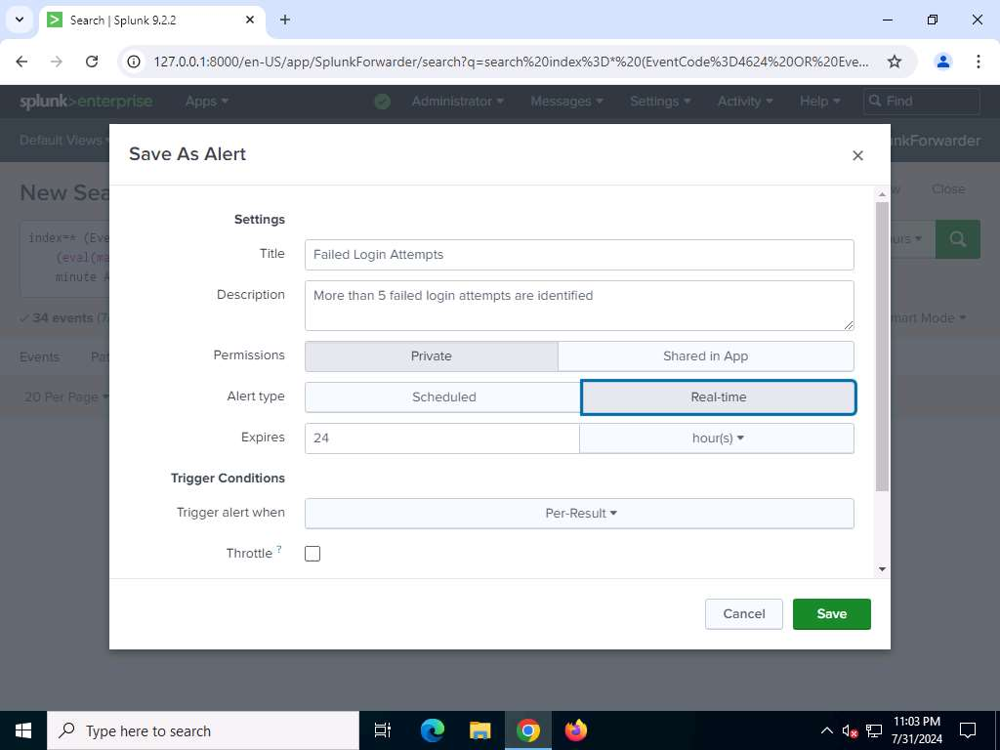 Search | Splunk 9.2.2
127.0.0.1:8000/en-US/app/SplunkForwarder/search?q=search%20index%3D*%20(EventCode%3D4624%20OR%20Eve...
splunk>enterprise Apps Administrator Messages Settings Activity Help Find
Default Views unkForwarder
Save As Alert
New Sea Close
Settings
index=* (Eve
Title Failed Login Attempts
(eval(ma
minute A
Description More than 5 failed login attempts are identified
34 events (7/
mart Mode
Permissions Private Shared in App
Events Pat
Alert type Scheduled Real-time
20 Per Page
Expires 24 hour(s)
Trigger Conditions
Trigger alert when Per-Result
Throttle ?
Cancel Save
Type here to search
11:03 PM
7/31/2024